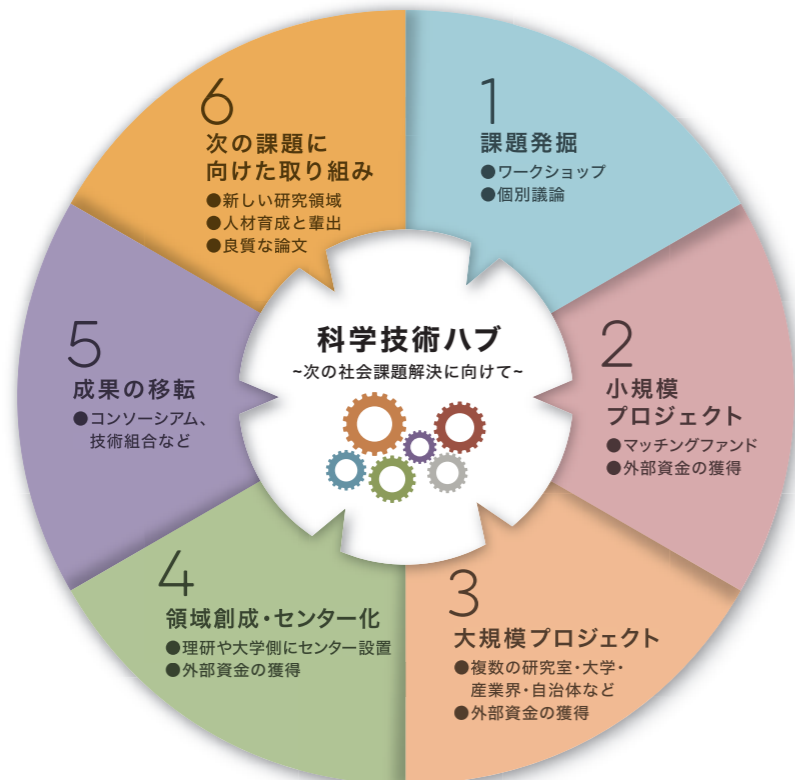 科学技術ハブ
~次の社会課題解決に向けて~
1
課題発掘
●ワークショップ
●個別議論
2
小規模
プロジェクト
●マッチングファンド
●外部資金の獲得
3
大規模プロジェクト
●複数の研究室・大学・
産業界・自治体など
●外部資金の獲得
4
領域創成・センター化
●理研や大学側にセンター設置
●外部資金の獲得
5
成果の移転
●コンソーシアム、
技術組合など
6
次の課題に
向けた取り組み
●新しい研究領域
●人材育成と輩出
●良質な論文